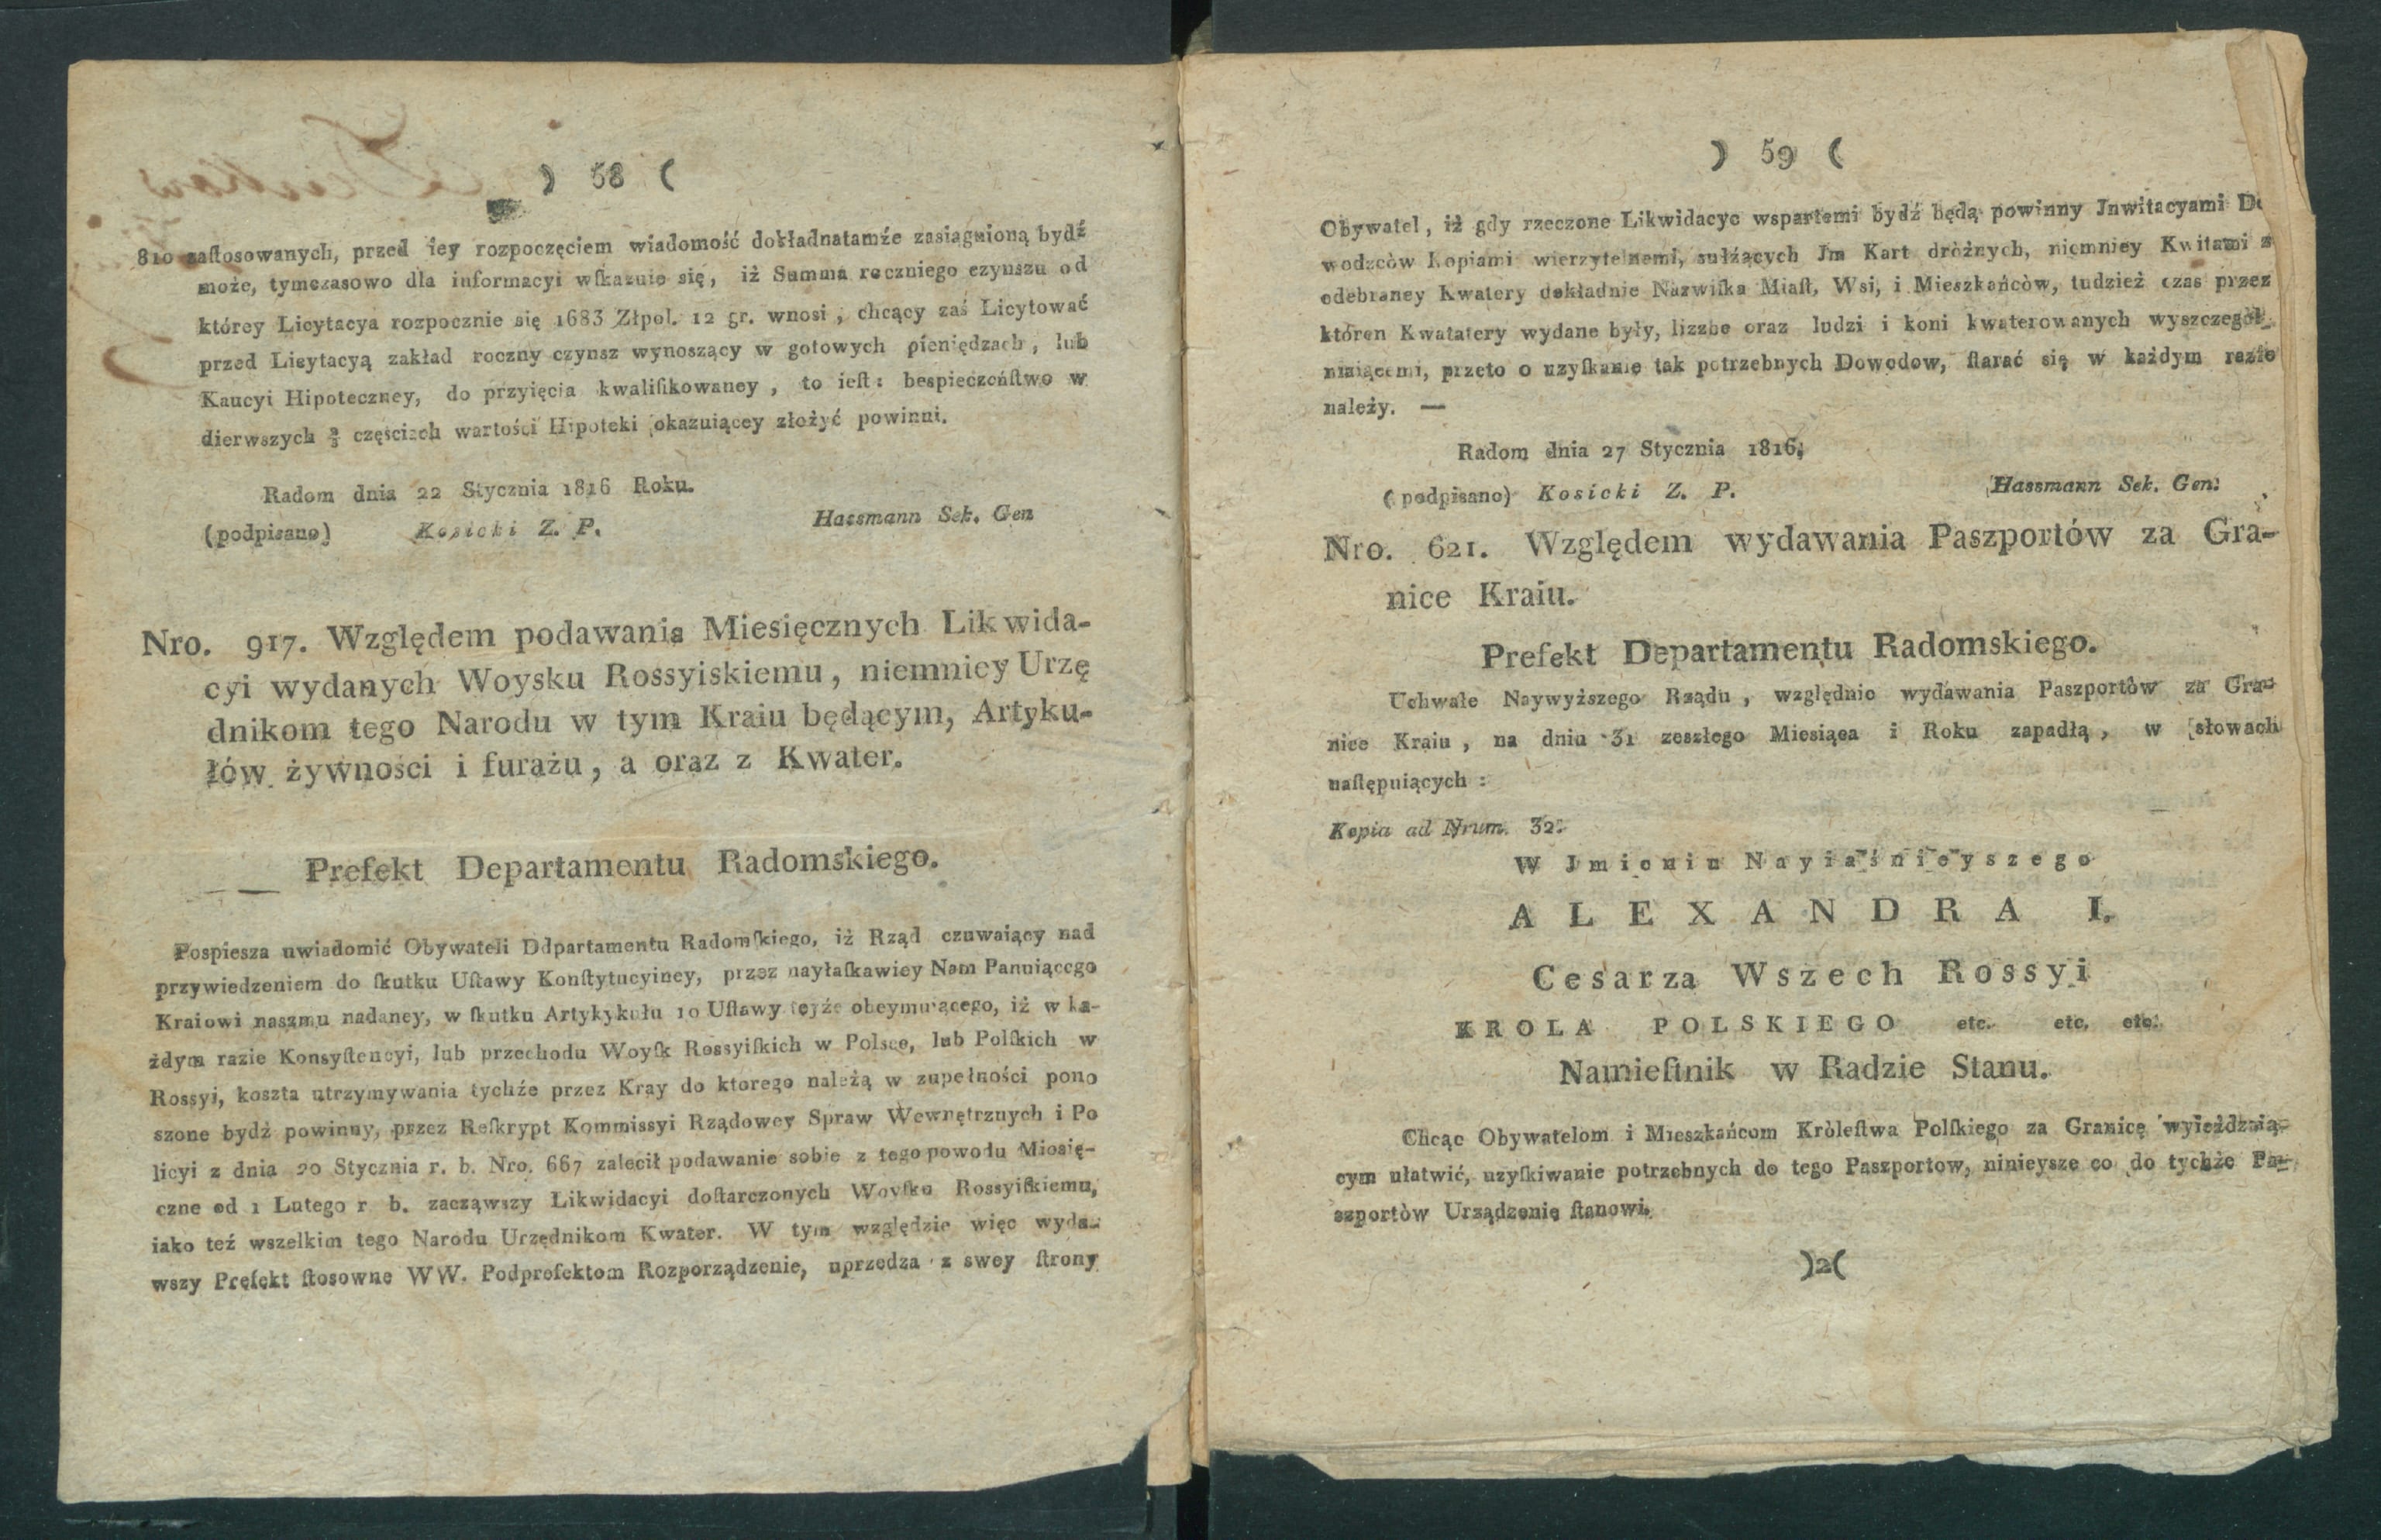 ) 58 (
810 zaſtosowanych, przed iey rozpoczęciem wiadomość dokładnatamże zasiągnioną bydź
może, tymczasowo dla informacyi wſkazuie się, iż Summa roczniego czynszu od
którey Licytacya rozpocznie się 1683 Złpol. 12 gr. wnosi, chcący zaś Licytować
przed Licytacyą zakład roczny czynsz wynoszący w gotowych pieniędzach, lub
Kaucyi Hipoteczney, do przyięcia kwalifikowaney, to ieſt: bespieczeńſtwo w
dierwszych ⅔ częściach wartości Hipoteki okazuiącey złożyć powinni.
Radom dnia 22 Stycznia 1816 Roku.
(podpisano) Kosicki Z. P. Hassmann Sek. Gen
Nro. 917. Względem podawania Miesięcznych Likwida-
cyi wydanych Woysku Rossyiskiemu, niemniey Urzę
dnikom tego Narodu w tym Kraiu będącym, Artyku-
łów żywności i furażu, a oraz z Kwater.
Prefekt Departamentu Radomskiego.
Pospiesza uwiadomić Obywateli Ddpartamentu Radomſkiego, iż Rząd czuwaiący nad
przywiedzeniem do ſkutku Uſtawy Konſtytucyiney, przez nayłaſkawiey Nam Panuiącego
Kraiowi naszmu nadaney, w ſkutku Artykykułu 10 Uſtawy teyże obeymuiącego, iż w ka-
żdym razie Konsyſtencyi, lub przechodu Woyſk Rossyiſkich w Polsce, lub Polſkich w
Rossyi, koszta utrzymywania tychże przez Kray do ktorego należą w zupełności pono
szone bydź powinny, przez Reſkrypt Kommissyi Rządowey Spraw Wewnętrznych i Po
licyi z dnia 20 Stycznia r. b. Nro. 667 zalecił podawanie sobie z tego powodu Miesię-
czne od 1 Lutego r b. zacząwszy Likwidacyi doſtarczonych Woyſku Rossyiſkiemu,
iako też wszelkim tego Narodu Urzędnikom Kwater. W tym względzie więc wyda-
wszy Prefekt ſtosowne WW. Podprefektom Rozporządzenie, uprzedza z swey ſtrony
) 59 (
Obywatel, iż gdy rzeczone Likwidacye wspartemi bydź będą powinny Jnwitacyami Do
wodzców Kopiami wierzytelnemi, sułżących Jm Kart dróżnych, niemniey Kwitami z
odebraney Kwatery dokładnie Nazwiſka Miaſt, Wsi, i Mieszkańców, tudzież czas przez
któren Kwatatery wydane były, lizzbe oraz ludzi i koni kwaterowanych wyszczegól-
niaiącemi, przeto o uzyſkanie tak potrzebnych Dowodow, ſtarać się w każdym razie
należy. —
Radom dnia 27 Stycznia 1816.
(podpisano) Kosicki Z. P. Hassmann Sek. Gen:
Nro. 621. Względem wydawania Paszportów za Gra-
nice Kraiu.
Prefekt Departamentu Radomskiego.
Uchwałe Naywyższego Rządu, względnie wydawania Paszportów za Gra-
nice Kraiu, na dniu 31 zeszłego Miesiąca i Roku zapadłą, w słowach
naſtępuiących:
Kopia ad Nrum. 32.
W Jmieniu Nayiaśnieyszego
ALEXANDRA I.
Cesarza Wszech Rossyi
KROLA POLSKIEGO etc. etc. etc.
Namieſtnik w Radzie Stanu.
Chcąc Obywatelom i Mieszkańcom Króleſtwa Polſkiego za Granicę wyieżdzaią-
cym ułatwić, uzyſkiwanie potrzebnych do tego Paszportow, ninieysze co do tychże Pa-
szportów Urządzenie ſtanowi.
)2(